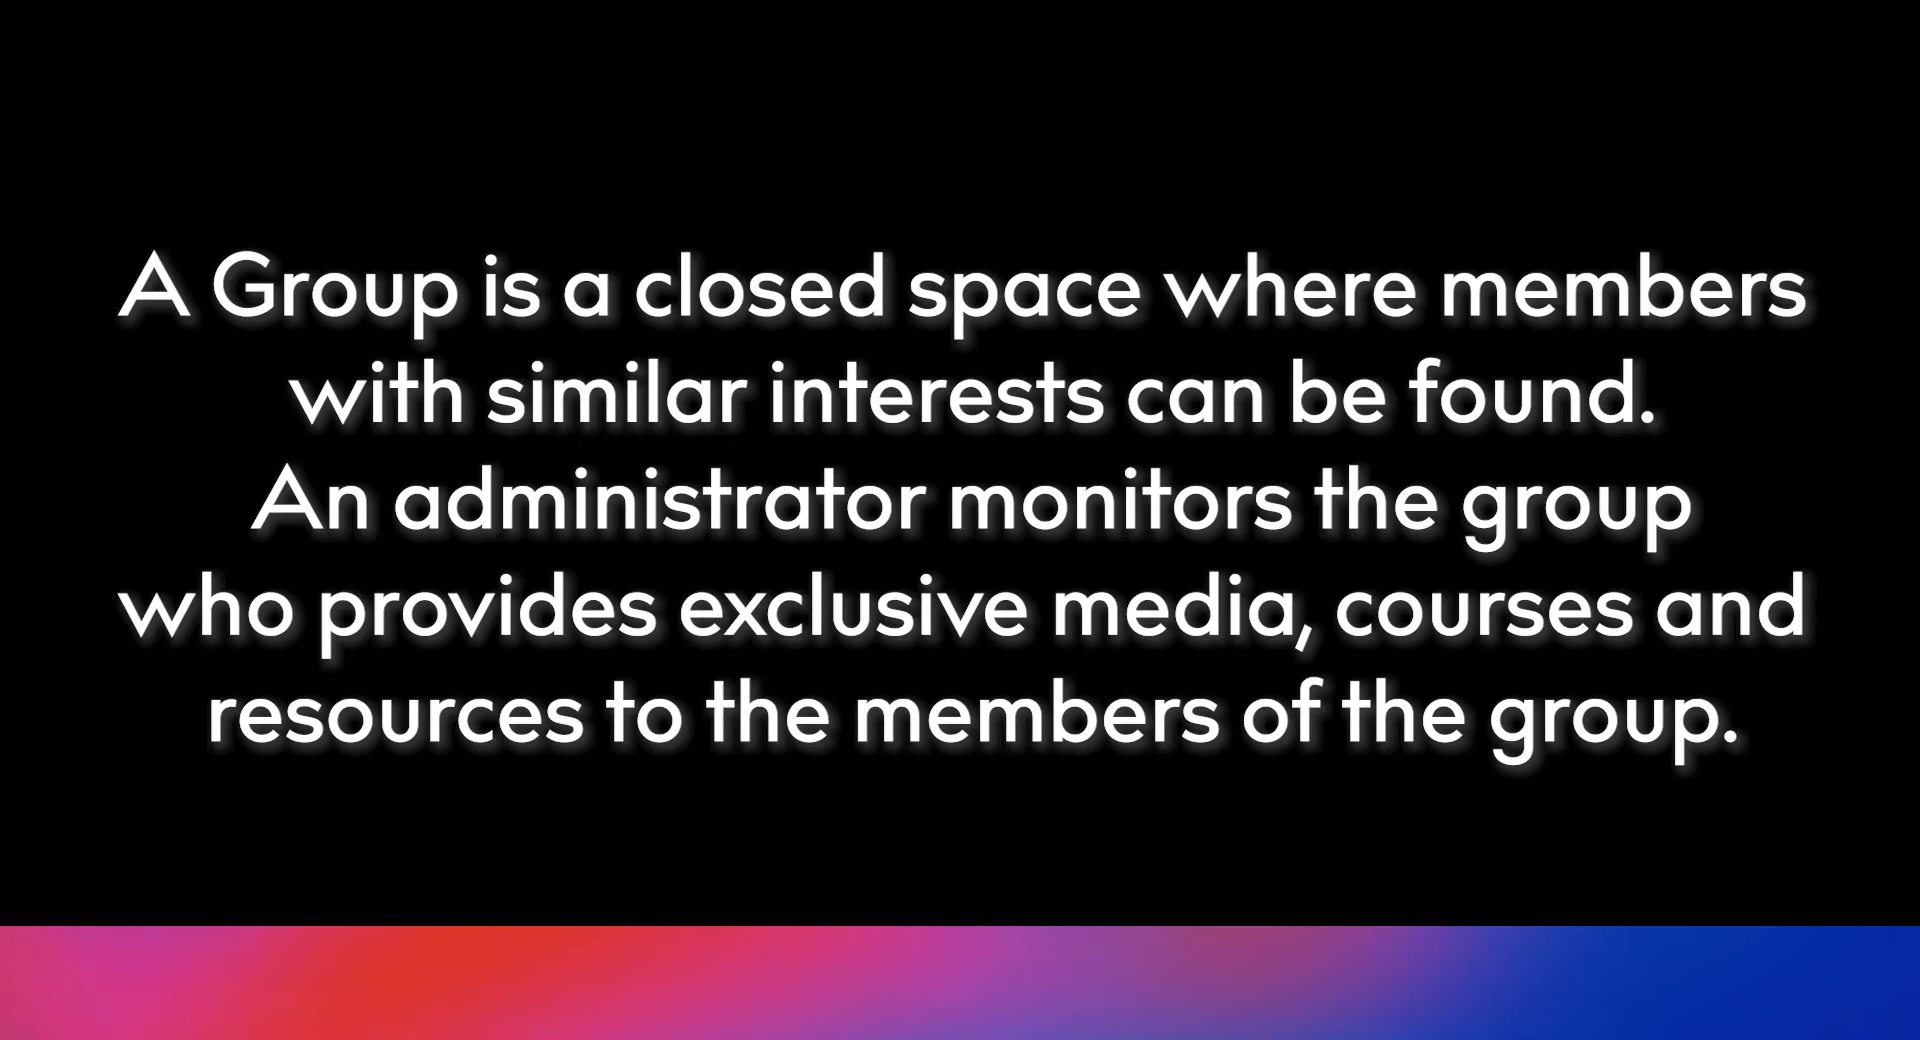 A Group is a closed space where members
with similar interests can be found.
An administrator monitors the group
who provides exclusive media, courses and
resources to the members of the group.